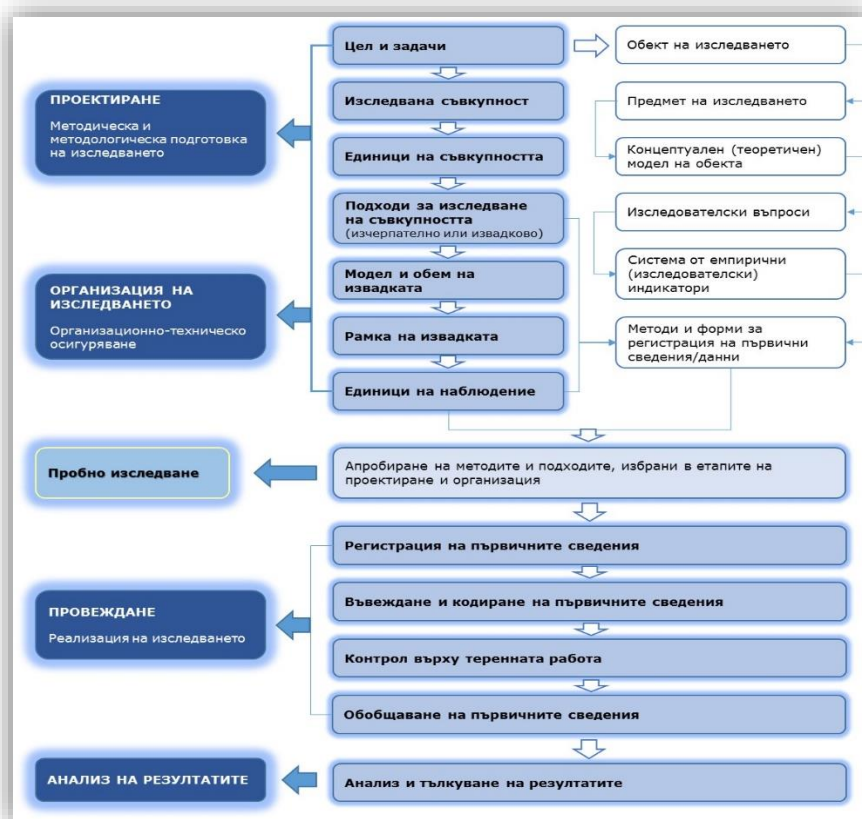 Цел и задачи
Обект на изследването
ПРОЕКТИРАНЕ
Методическа и
методологическа подготовка
на изследването
Изследвана съвкупност
Предмет на изследването
Единици на съвкупността
Концептуален (теоретичен)
модел на обекта
Подходи за изследване
на съвкупността
(изчерпателно или извадково)
Изследователски въпроси
ОРГАНИЗАЦИЯ НА
ИЗСЛЕДВАНЕТО
Организационно-техническо
осигуряване
Модел и обем на
извадката
Система от емпирични
(изследователски)
индикатори
Рамка на извадката
Методи и форми за
регистрация на първични
сведения/данни
Единици на наблюдение
Пробно изследване
Апробиране на методите и подходите, избрани в етапите на
проектиране и организация
Регистрация на първичните сведения
ПРОВЕЖДАНЕ
Реализация на изследването
Въвеждане и кодиране на първичните сведения
Контрол върху теренната работа
Обобщаване на първичните сведения
АНАЛИЗ НА РЕЗУЛТАТИТЕ
Анализ и тълкуване на резултатите